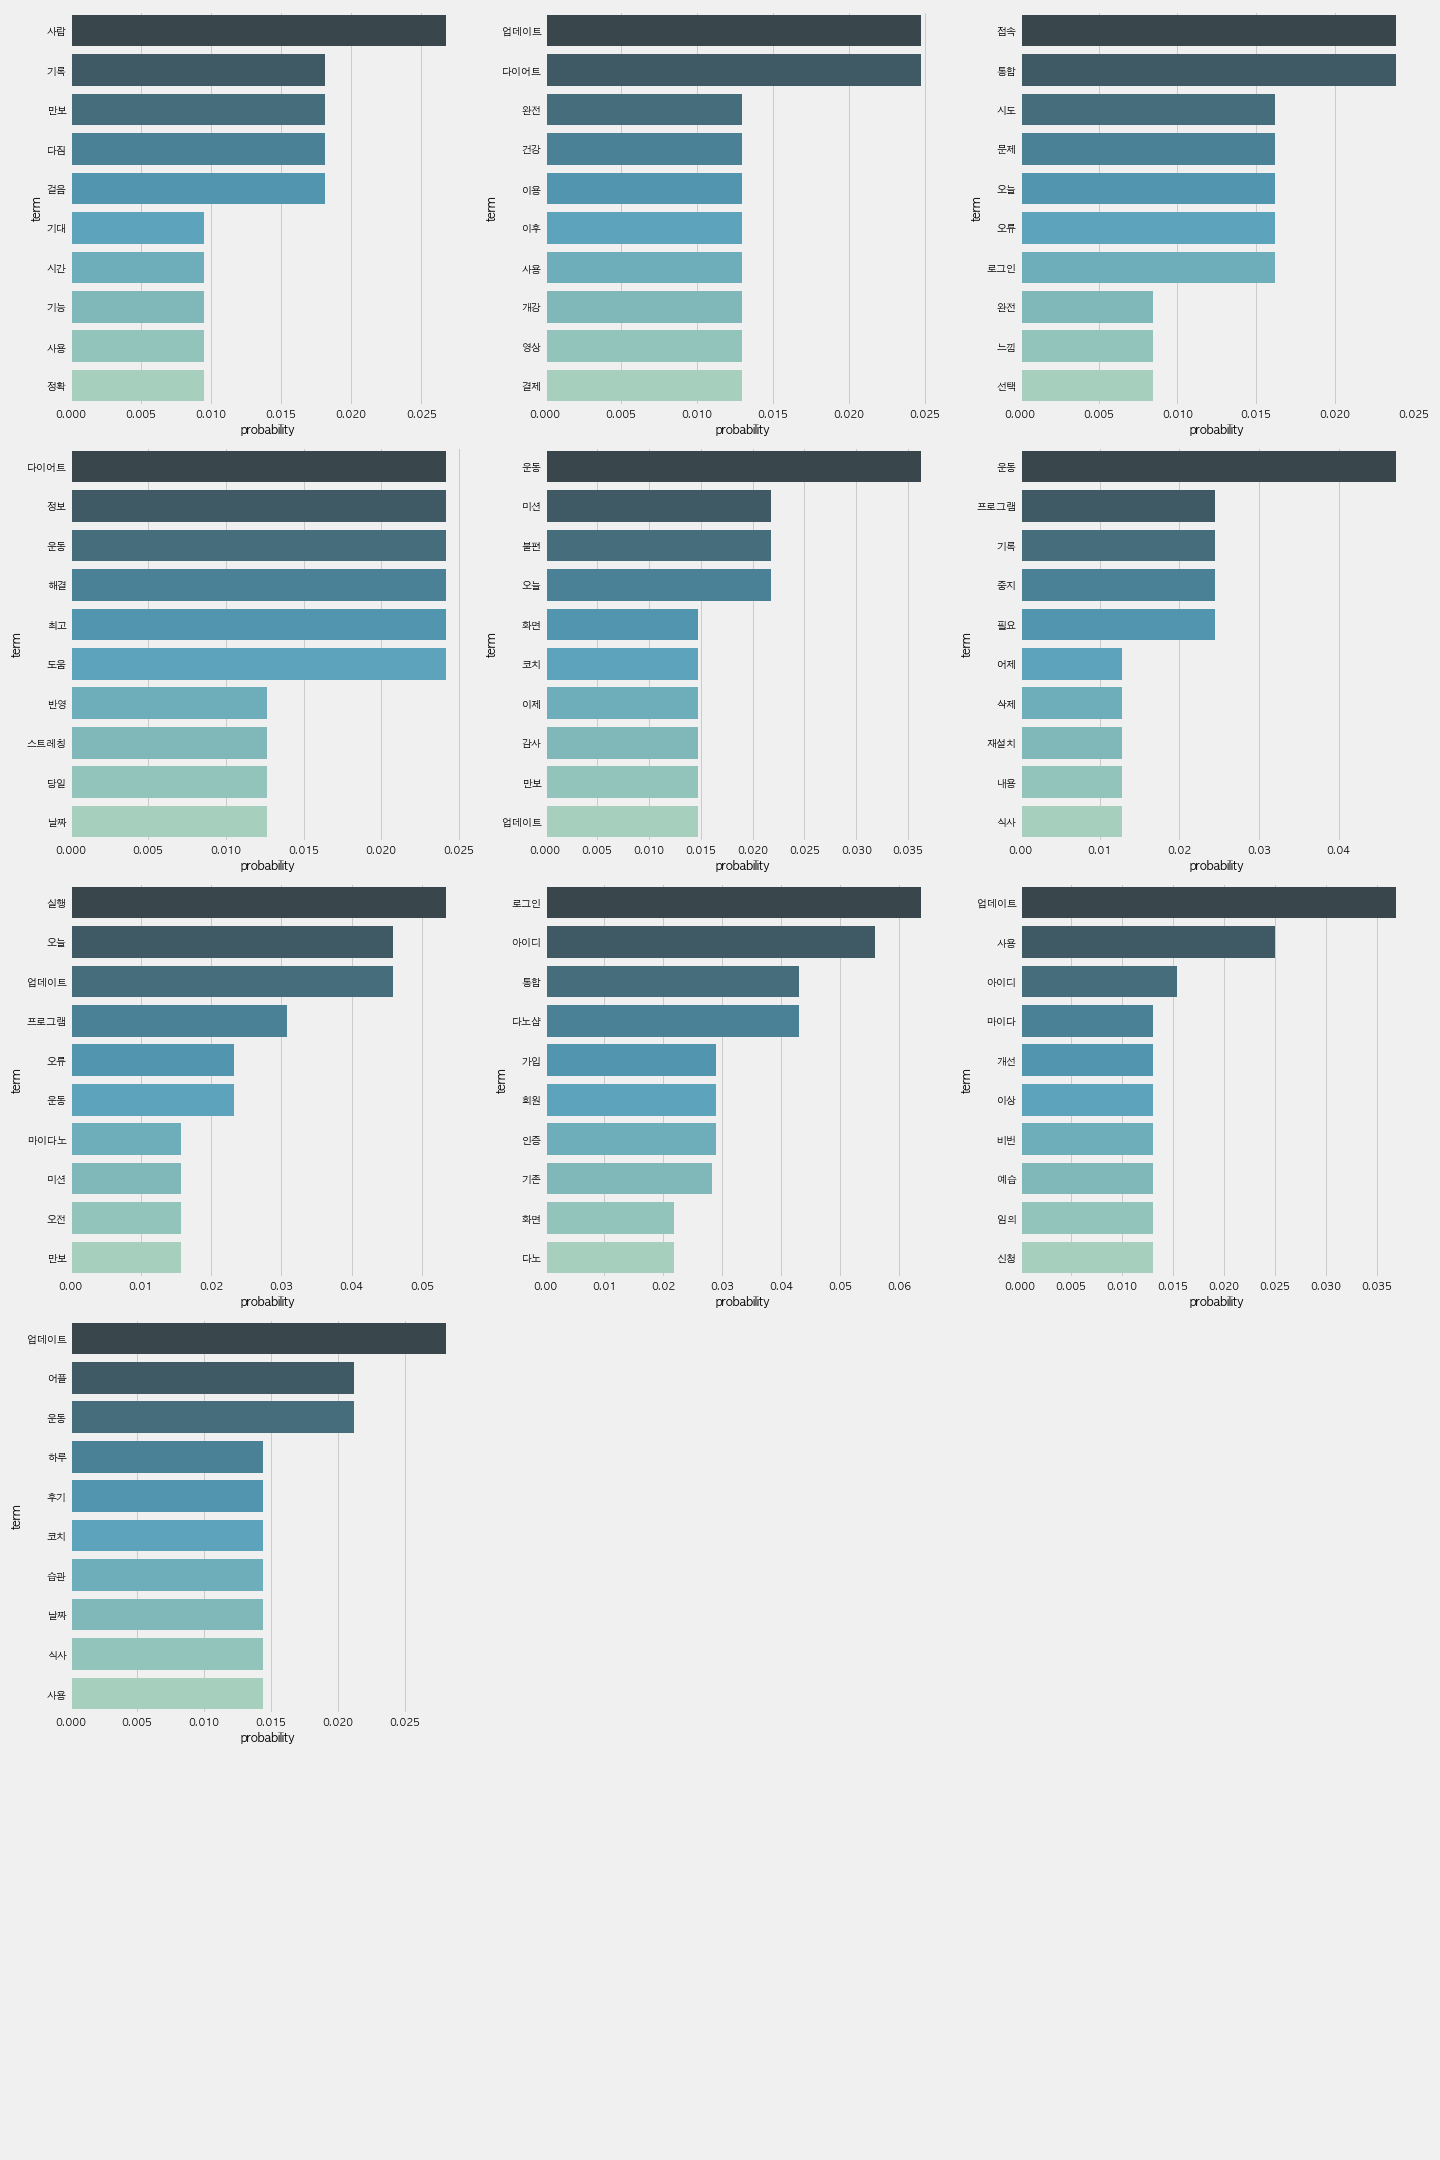 사람
기록
만보
다짐
걸음
기대
시간
기능
사용
정확
term
0.000 0.005 0.010 0.015 0.020 0.025
probability
업데이트
다이어트
완전
건강
이용
이후
사용
개강
영상
결제
term
0.000 0.005 0.010 0.015 0.020 0.025
probability
접속
통합
시도
문제
오늘
오류
로그인
완전
느낌
선택
term
0.000 0.005 0.010 0.015 0.020 0.025
probability
다이어트
정보
운동
해결
최고
도움
반영
스트레칭
당일
날짜
term
0.000 0.005 0.010 0.015 0.020 0.025
probability
운동
미션
불편
오늘
화면
코치
이제
감사
만보
업데이트
term
0.000 0.005 0.010 0.015 0.020 0.025 0.030 0.035
probability
운동
프로그램
기록
중지
필요
어제
삭제
재설치
내용
식사
term
0.00 0.01 0.02 0.03 0.04
probability
실행
오늘
업데이트
프로그램
오류
운동
마이다노
미션
오전
만보
term
0.00 0.01 0.02 0.03 0.04 0.05
probability
로그인
아이디
통합
다노샵
가입
회원
인증
기존
화면
다노
term
0.00 0.01 0.02 0.03 0.04 0.05 0.06
probability
업데이트
사용
아이디
마이다
개선
이상
비번
예습
임의
신청
term
0.000 0.005 0.010 0.015 0.020 0.025 0.030 0.035
probability
업데이트
어플
운동
하루
후기
코치
습관
날짜
식사
사용
term
0.000 0.005 0.010 0.015 0.020 0.025
probability